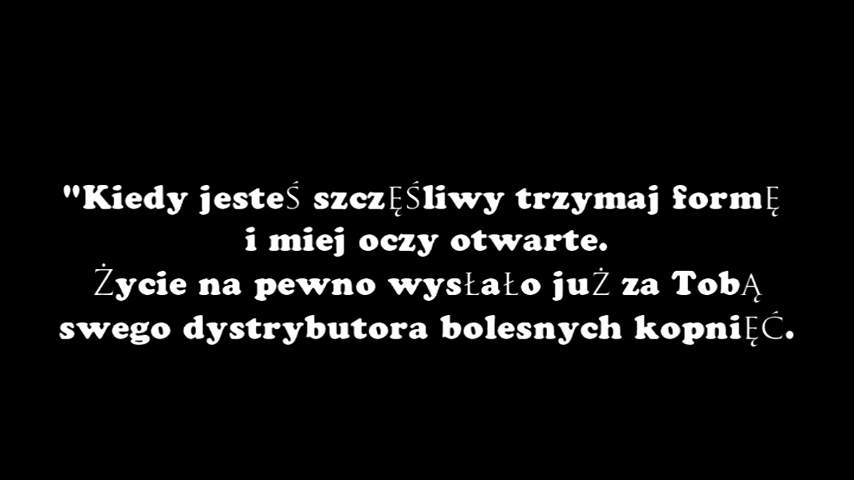 "Kiedy jesteś szczęśliwy trzymaj formę
i miej oczy otwarte.
Życie na pewno wysłało już za Tobą
swego dystrybutora bolesnych kopnięć.